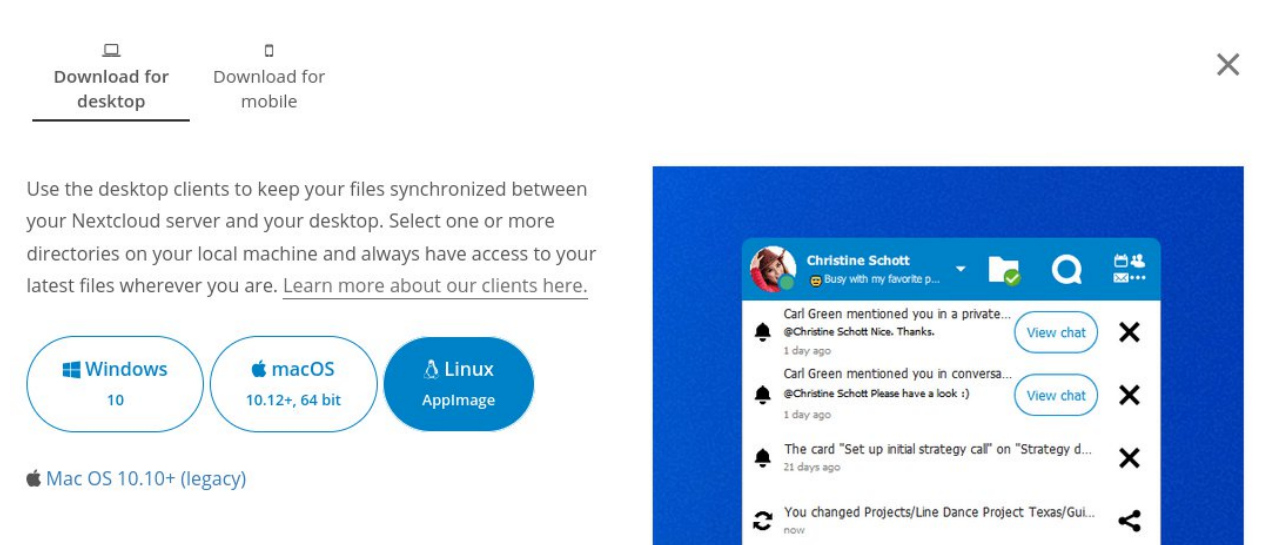 Download for
desktop
Download for
mobile
Use the desktop clients to keep your files synchronized between
your Nextcloud server and your desktop. Select one or more
directories on your local machine and always have access to your
latest files wherever you are. Learn more about our clients here.
Windows
10
macOS
10.12+, 64 bit
Linux
AppImage
Mac OS 10.10+ (legacy)
Christine Schott
Busy with my favorite p...
Carl Green mentioned you in a private...
@Christine Schott Nice. Thanks.
1 day ago
View chat
Carl Green mentioned you in conversa...
@Christine Schott Please have a look :)
1 day ago
View chat
The card "Set up initial strategy call" on "Strategy d...
21 days ago
You changed Projects/Line Dance Project Texas/Gui...
now